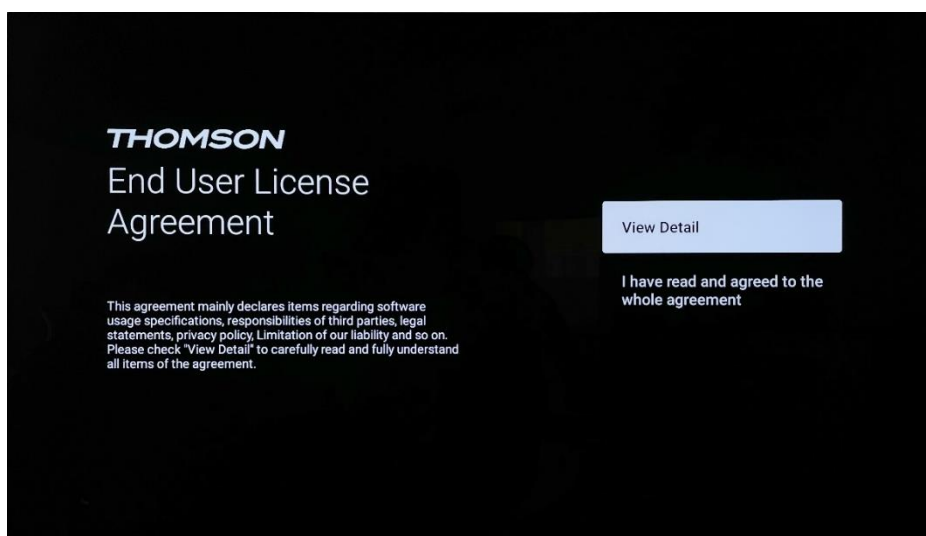 THOMSON
End User License
Agreement
This agreement mainly declares items regarding software
usage specifications, responsibilities of third parties, legal
statements, privacy policy, Limitation of our liability and so on.
Please check "View Detail" to carefully read and fully understand
all items of the agreement.
View Detail
I have read and agreed to the
whole agreement